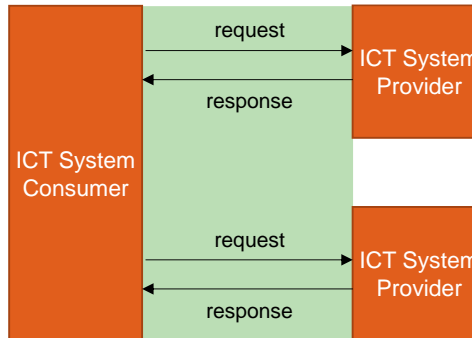 request
ICT System
Provider
response
ICT System
Consumer
request
ICT System
Provider
response